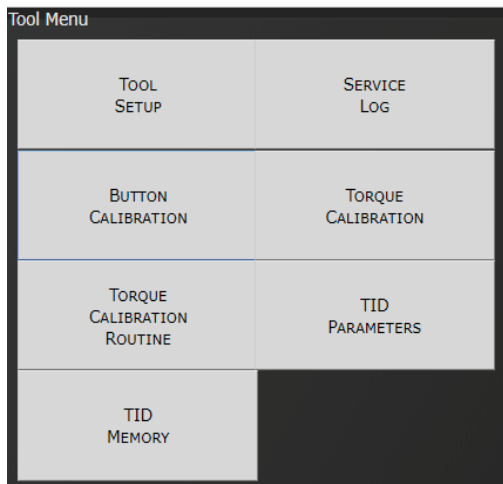 Tool Menu
Tool
Setup
Service
Log
Button
Calibration
Torque
Calibration
Torque
Calibration
Routine
TID
Parameters
TID
Memory